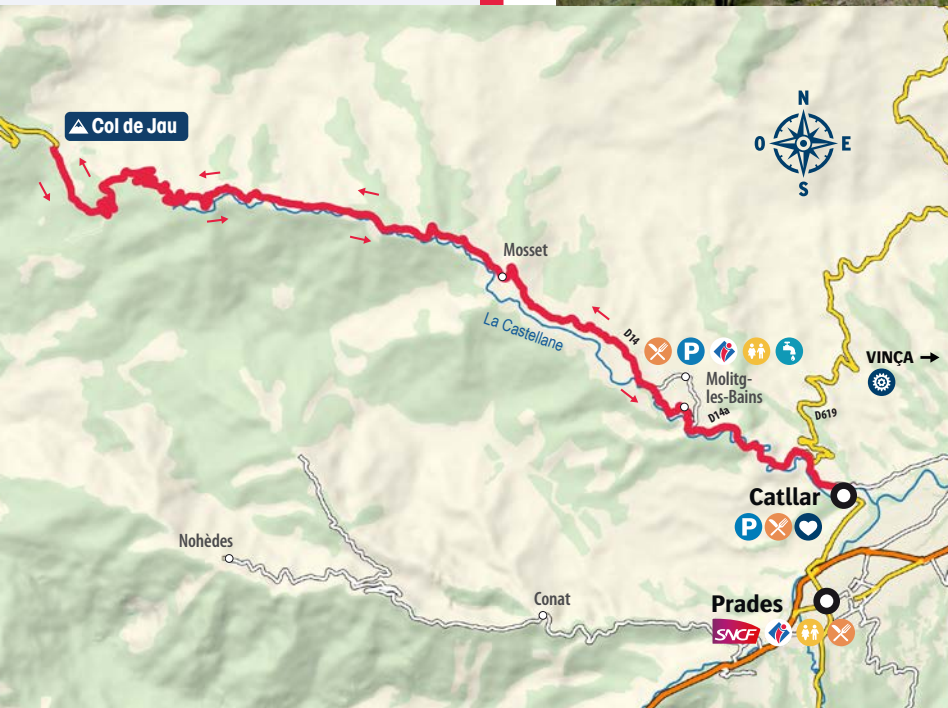 Col de Jau
N
O
E
S
Mosset
La Castellane
D14
P
VINÇA
Molitg-
les-Bains
D14a
D619
Catllar
P
Nohèdes
Conat
Prades
SNCF